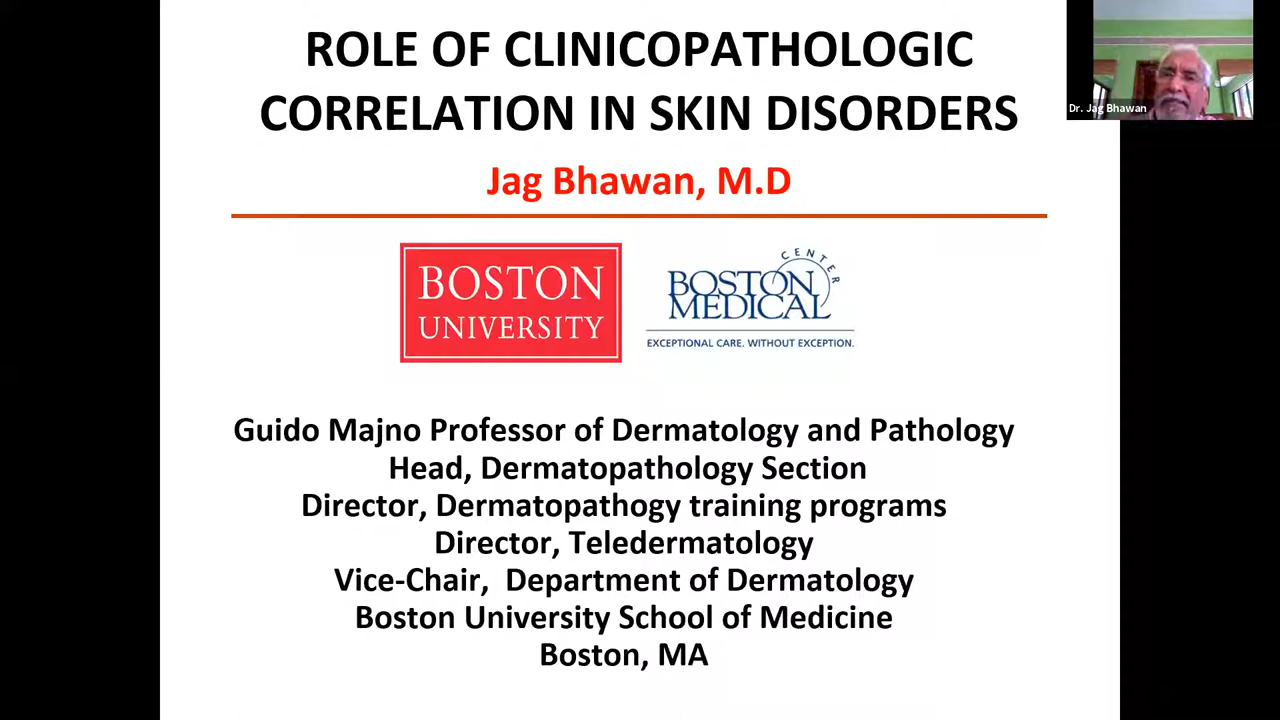 ROLE OF CLINICOPATHOLOGIC
CORRELATION IN SKIN DISORDERS
Dr. Jag Bhawan
Jag Bhawan, M.D
BOSTON
UNIVERSITY
CENTER
BOSTON
MEDICAL
EXCEPTIONAL CARE. WITHOUT EXCEPTION.
Guido Majno Professor of Dermatology and Pathology
Head, Dermatopathology Section
Director, Dermatopathogy training programs
Director, Teledermatology
Vice-Chair, Department of Dermatology
Boston University School of Medicine
Boston, MA